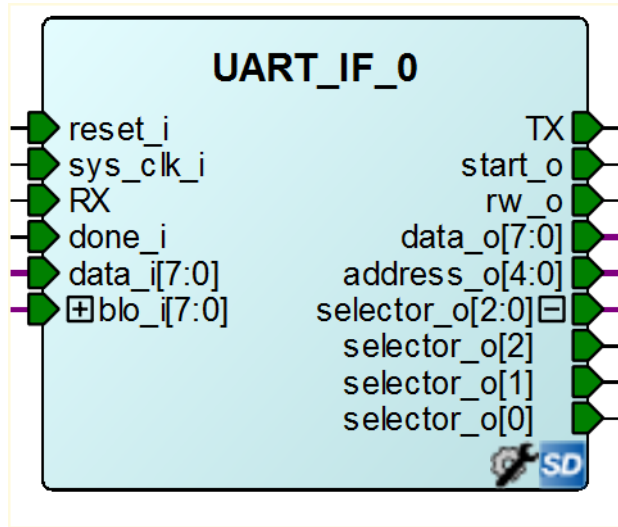 UART_IF_0
reset_i
sys_clk_i
RX
done_i
data_i[7:0]
blo_i[7:0]
TX
start_o
rw_o
data_o[7:0]
address_o[4:0]
selector_o[2:0]
selector_o[2]
selector_o[1]
selector_o[0]
SD